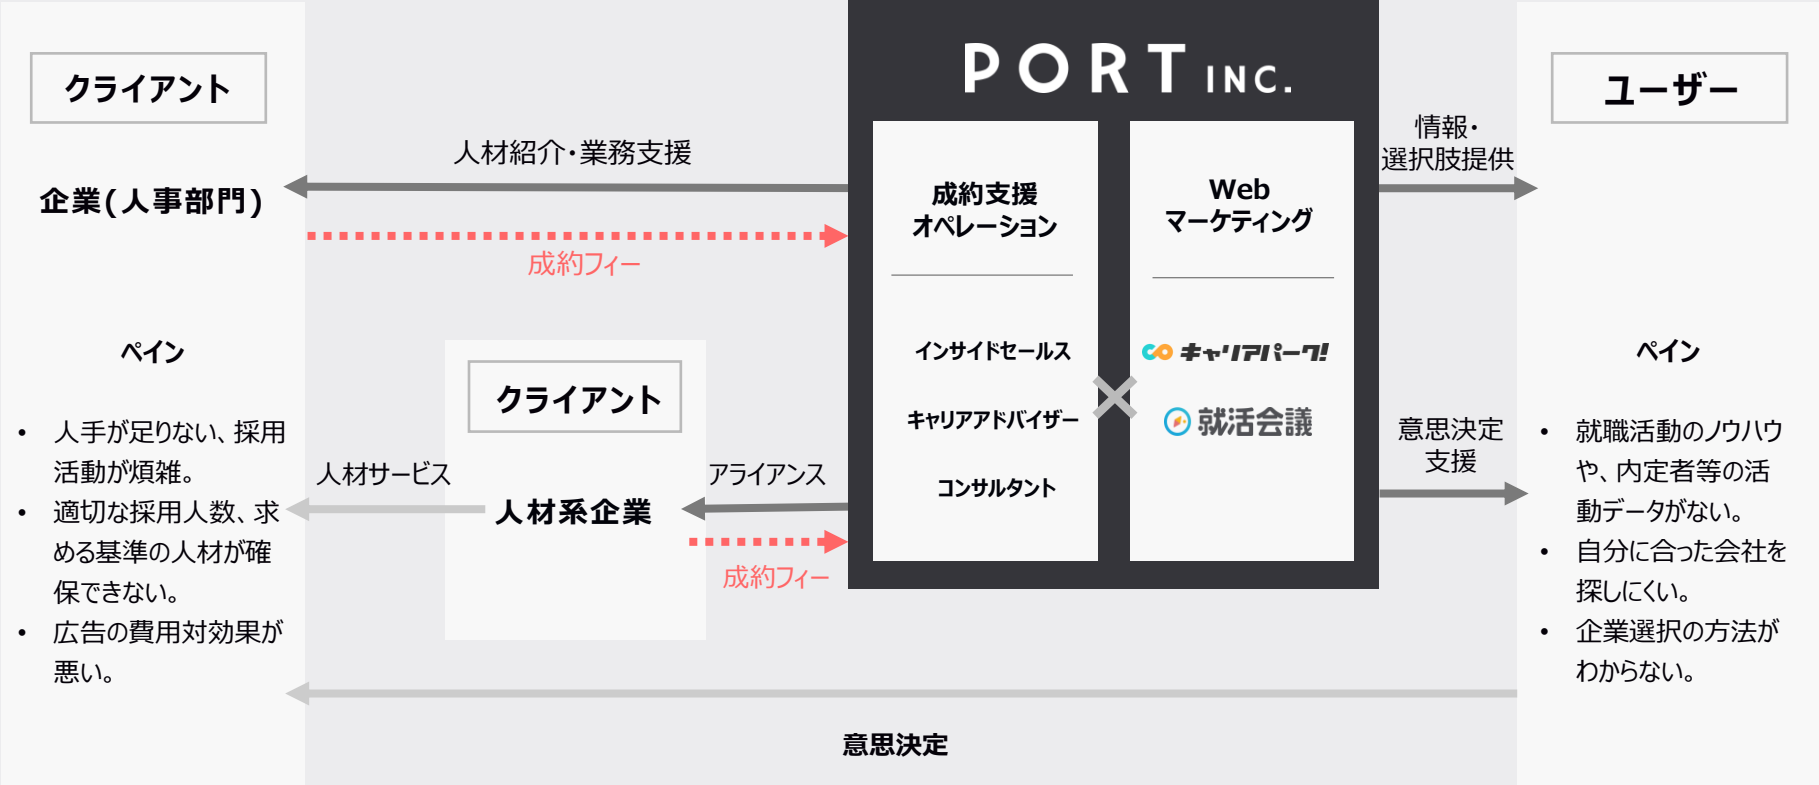 クライアント
企業(人事部門)
ペイン
• 人手が足りない、採用
活動が煩雑。
• 適切な採用人数、求
める基準の人材が確
保できない。
• 広告の費用対効果が
悪い。
人材紹介・業務支援
成約フィー
クライアント
人材系企業
人材サービス
アライアンス
成約フィー
PORT INC.
成約支援
オペレーション
インサイドセールス
キャリアアドバイザー
コンサルタント
Web
マーケティング
キャリアパーク!
就活会議
情報・
選択肢提供
意思決定
支援
ユーザー
ペイン
• 就職活動のノウハウ
や、内定者等の活
動データがない。
• 自分に合った会社を
探しにくい。
• 企業選択の方法が
わからない。
意思決定